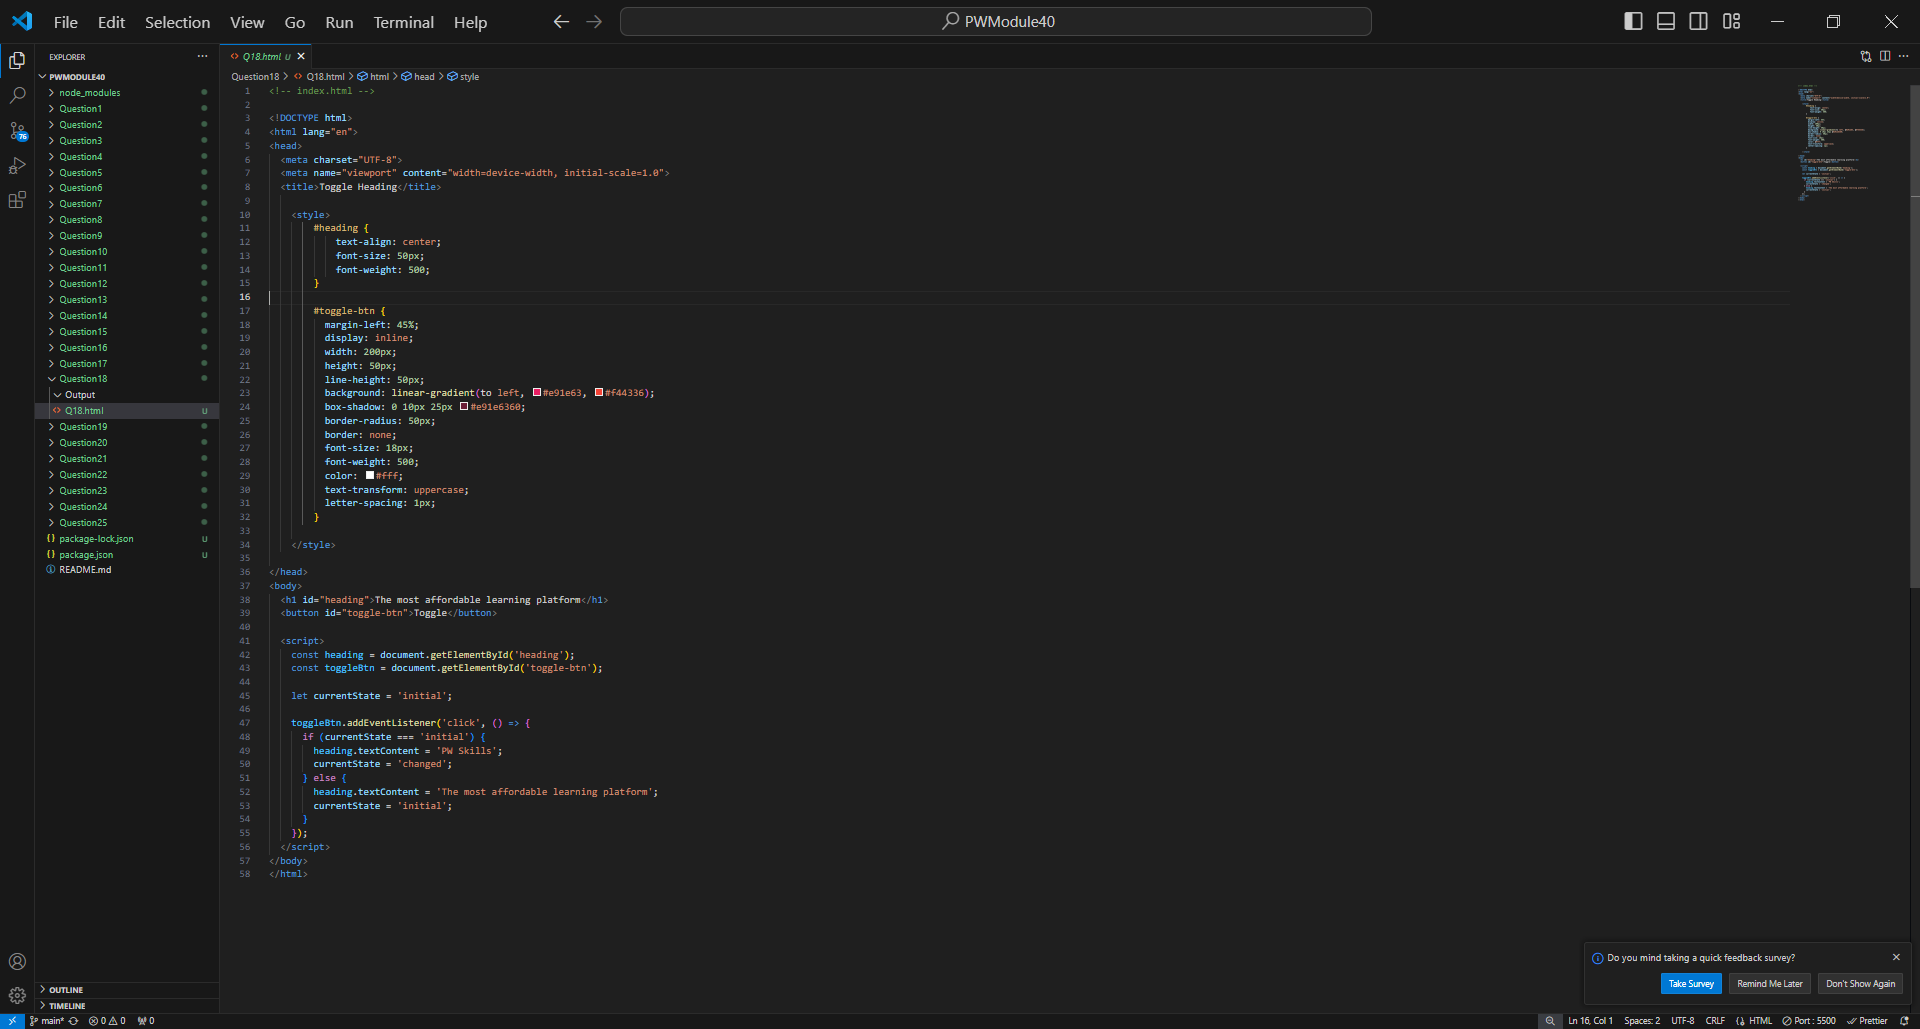 File Edit Selection View Go Run Terminal Help
PWModule40
EXPLORER
PWMODULE40
node_modules
Question1
Question2
Question3
Question4
Question5
Question6
Question7
Question8
Question9
Question10
Question11
Question12
Question13
Question14
Question15
Question16
Question17
Question18
Output
Q18.html U
Question19
Question20
Question21
Question22
Question23
Question24
Question25
package-lock.json U
package.json U
README.md
OUTLINE
TIMELINE
76
Q18.html U
Question18 > Q18.html > html > head > style
1 <!-- index.html -->
2
3 <!DOCTYPE html>
4 <html lang="en">
5 <head>
6 <meta charset="UTF-8">
7 <meta name="viewport" content="width=device-width, initial-scale=1.0">
8 <title>Toggle Heading</title>
9
10 <style>
11 #heading {
12 text-align: center;
13 font-size: 50px;
14 font-weight: 500;
15 }
16
17 #toggle-btn {
18 margin-left: 45%;
19 display: inline;
20 width: 200px;
21 height: 50px;
22 line-height: 50px;
23 background: linear-gradient(to left, #e91e63, #f44336);
24 box-shadow: 0 10px 25px #e91e6360;
25 border-radius: 50px;
26 border: none;
27 font-size: 18px;
28 font-weight: 500;
29 color: #fff;
30 text-transform: uppercase;
31 letter-spacing: 1px;
32 }
33
34 </style>
35
36 </head>
37 <body>
38 <h1 id="heading">The most affordable learning platform</h1>
39 <button id="toggle-btn">Toggle</button>
40
41 <script>
42 const heading = document.getElementById('heading');
43 const toggleBtn = document.getElementById('toggle-btn');
44
45 let currentState = 'initial';
46
47 toggleBtn.addEventListener('click', () => {
48 if (currentState === 'initial') {
49 heading.textContent = 'PW Skills';
50 currentState = 'changed';
51 } else {
52 heading.textContent = 'The most affordable learning platform';
53 currentState = 'initial';
54 }
55 });
56 </script>
57 </body>
58 </html>
Do you mind taking a quick feedback survey?
Take Survey Remind Me Later Don't Show Again
main* 0 0 0 Ln 16, Col 1 Spaces: 2 UTF-8 CRLF HTML Port : 5500 Prettier